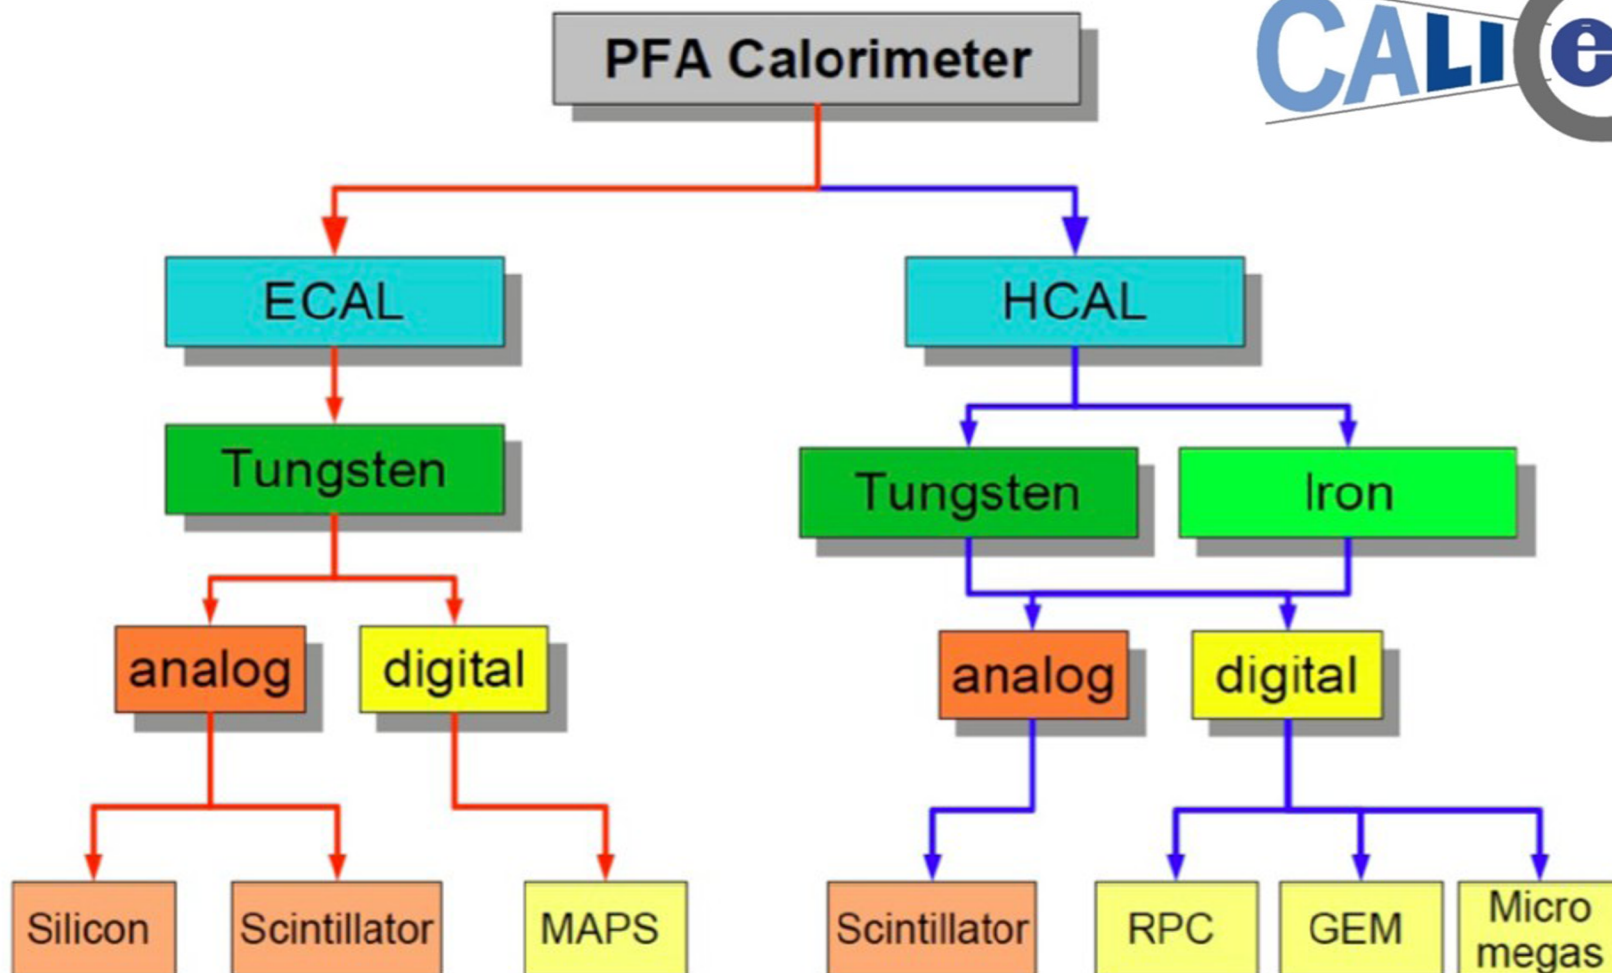 PFA Calorimeter
CALICe
ECAL
HCAL
Tungsten
Tungsten
Iron
analog
digital
analog
digital
Silicon
Scintillator
MAPS
Scintillator
RPC
GEM
Micro
megas